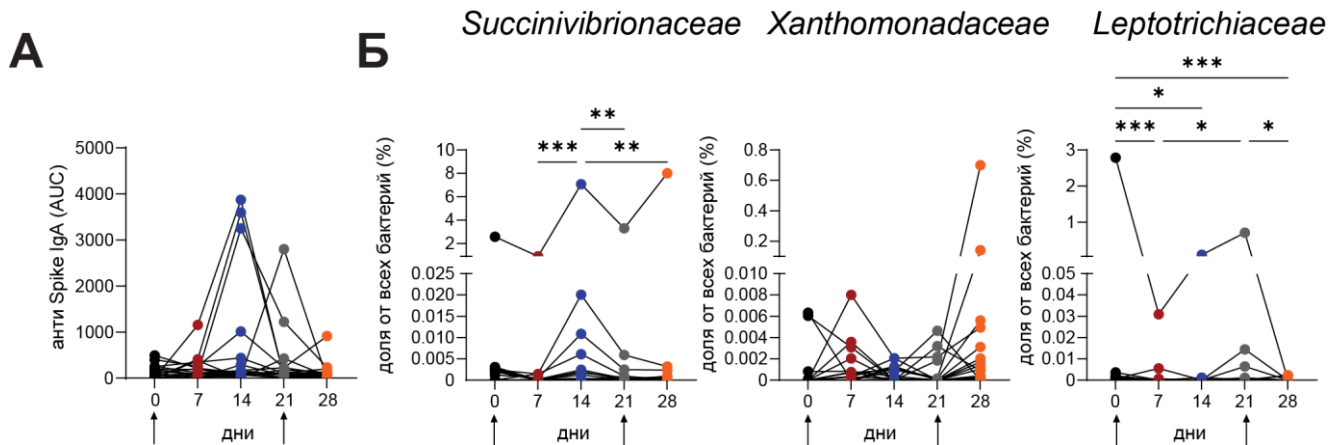 Succinivibrionaceae Xanthomonadaceae Leptotrichiaceae
А Б
анти Spike IgA (AUC)
5000
4000
3000
2000
1000
0
0 7 14 21 28
дни
доля от всех бактерий (%)
** 
*** **
10
8
6
4
2
0.025
0.020
0.015
0.010
0.005
0
0 7 14 21 28
дни
доля от всех бактерий (%)
0.8
0.6
0.4
0.2
0.010
0.008
0.006
0.004
0.002
0
0 7 14 21 28
дни
доля от всех бактерий (%)
***
*
*** * *
3
2
1
0.05
0.04
0.03
0.02
0.01
0
0 7 14 21 28
дни